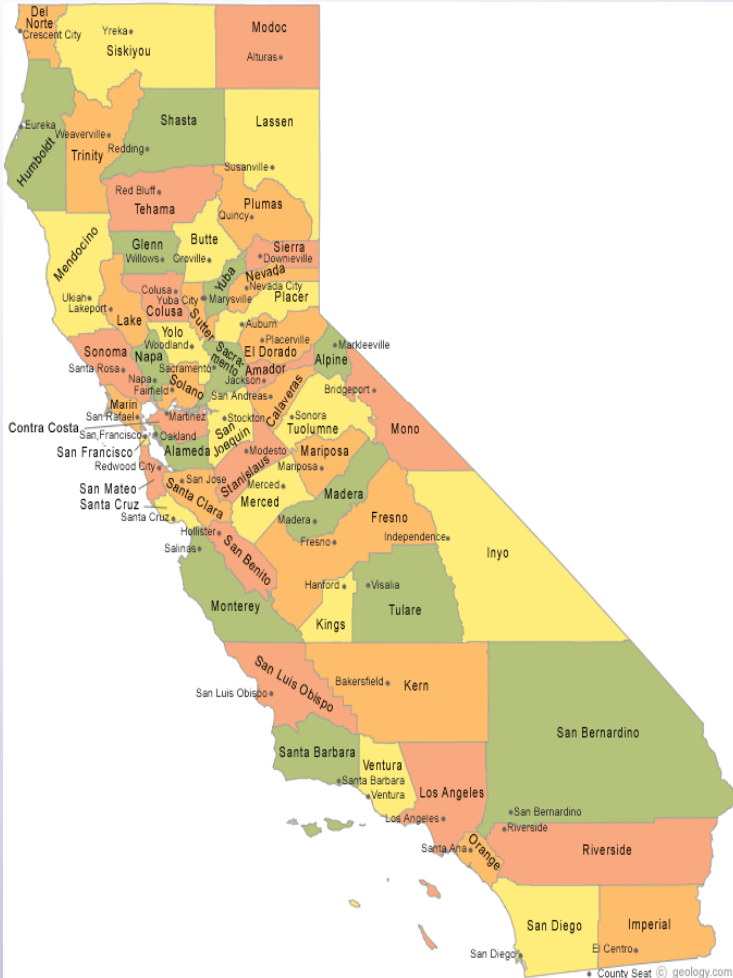 Del
Norte
Crescent City
Yreka
Siskiyou
Modoc
Alturas
Eureka
Humboldt
Weaverville
Trinity
Shasta
Redding
Lassen
Susanville
Red Bluff
Tehama
Plumas
Quincy
Mendocino
Ukiah
Glenn
Willows
Butte
Oroville
Sierra
Downieville
Yuba
Nevada
Nevada City
Colusa
Yuba City
Marysville
Colusa
Placer
Lakeport
Lake
Sutter
Auburn
Yolo
Woodland
Placerville
El Dorado
Sonoma
Santa Rosa
Napa
Napa
Sacramento
Sacra-
mento
Alpine
Markleeville
Amador
Jackson
Fairfield
Solano
San Andreas
Calaveras
Bridgeport
Marin
San Rafael
Martinez
Contra Costa
Stockton
San
Joaquin
Sonora
Tuolumne
Mono
San Francisco
San Francisco
Oakland
Alameda
Modesto
Stanislaus
Mariposa
Mariposa
Redwood City
San Mateo
San Jose
Santa Clara
Merced
Merced
Madera
Madera
Santa Cruz
Santa Cruz
Fresno
Fresno
Independence
Inyo
Hollister
Salinas
San Benito
Monterey
Hanford
Kings
Visalia
Tulare
San Luis Obispo
San Luis Obispo
Bakersfield
Kern
San Bernardino
Santa Barbara
Santa Barbara
Ventura
Ventura
Los Angeles
Los Angeles
San Bernardino
Riverside
Santa Ana
Orange
Riverside
San Diego
San Diego
Imperial
El Centro
County Seat © geology.com